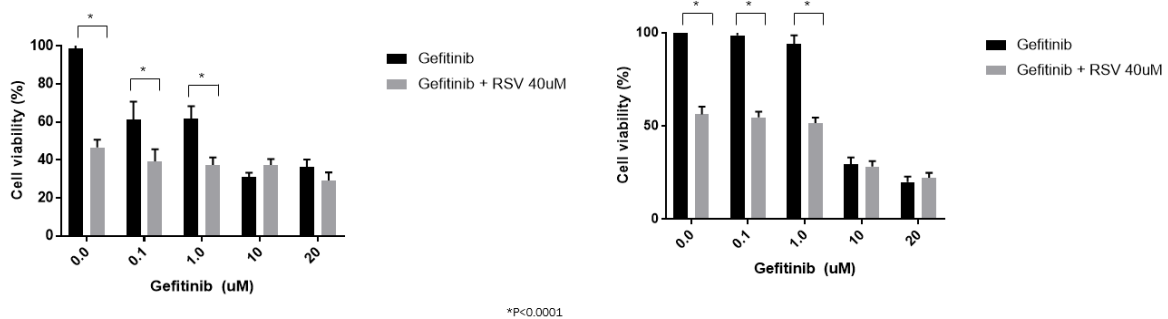 *
*
*
100
80
60
40
20
0
Cell viability (%)
0.0
0.1
1.0
10
20
Gefitinib (uM)
Gefitinib
Gefitinib + RSV 40uM
*
*
*
100
50
0
Cell viability (%)
0.0
0.1
1.0
10
20
Gefitinib (uM)
Gefitinib
Gefitinib + RSV 40uM
*P<0.0001